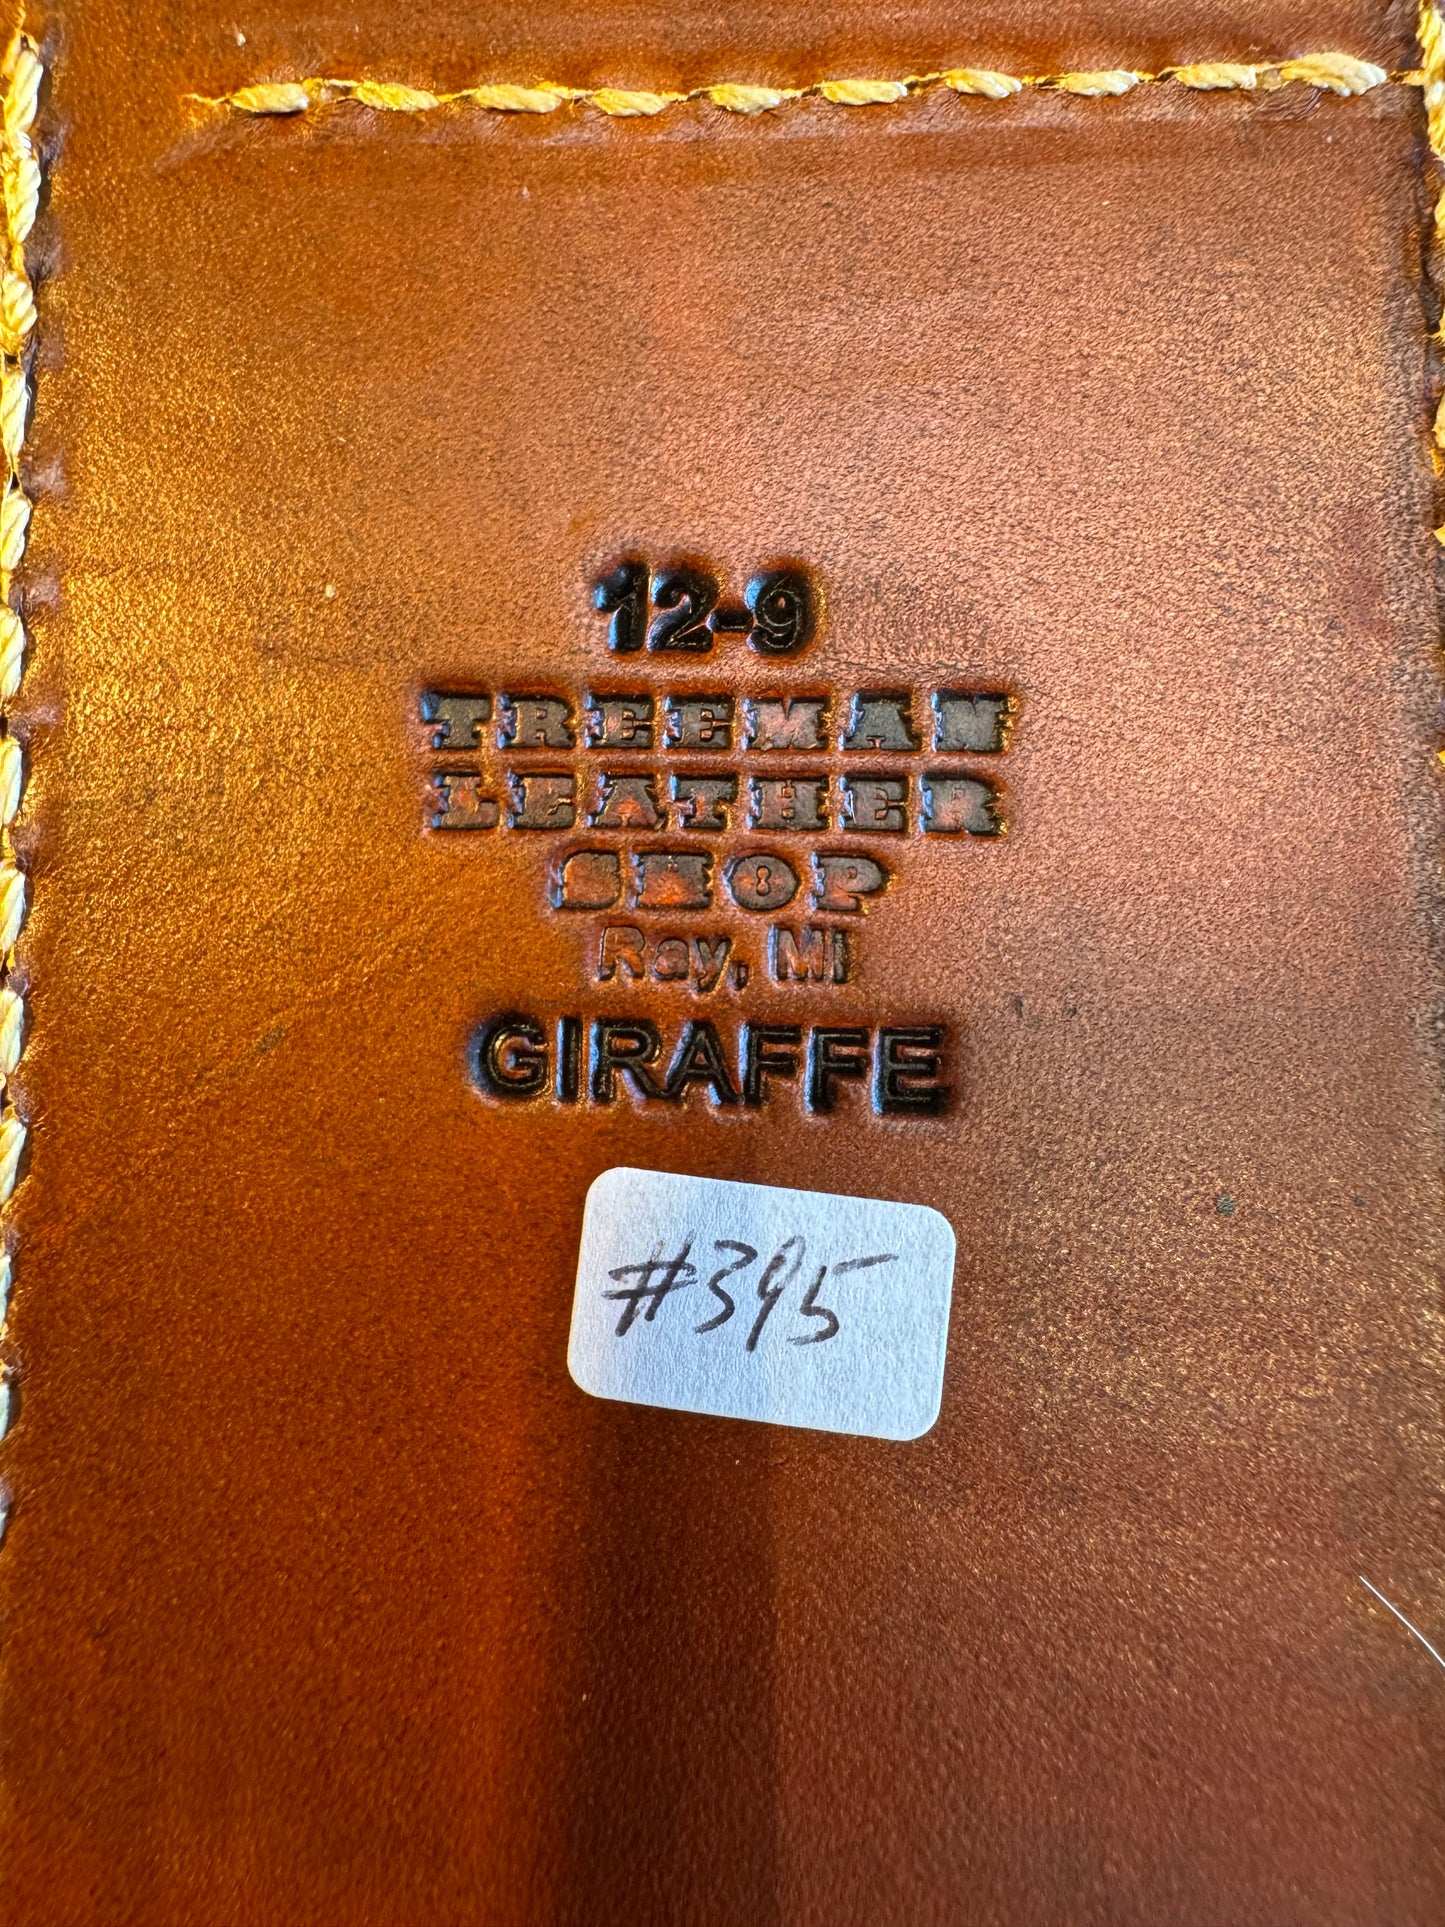 12-9
TREEMAN
LEATHER
SHOP
Ray, MI
GIRAFFE
#395